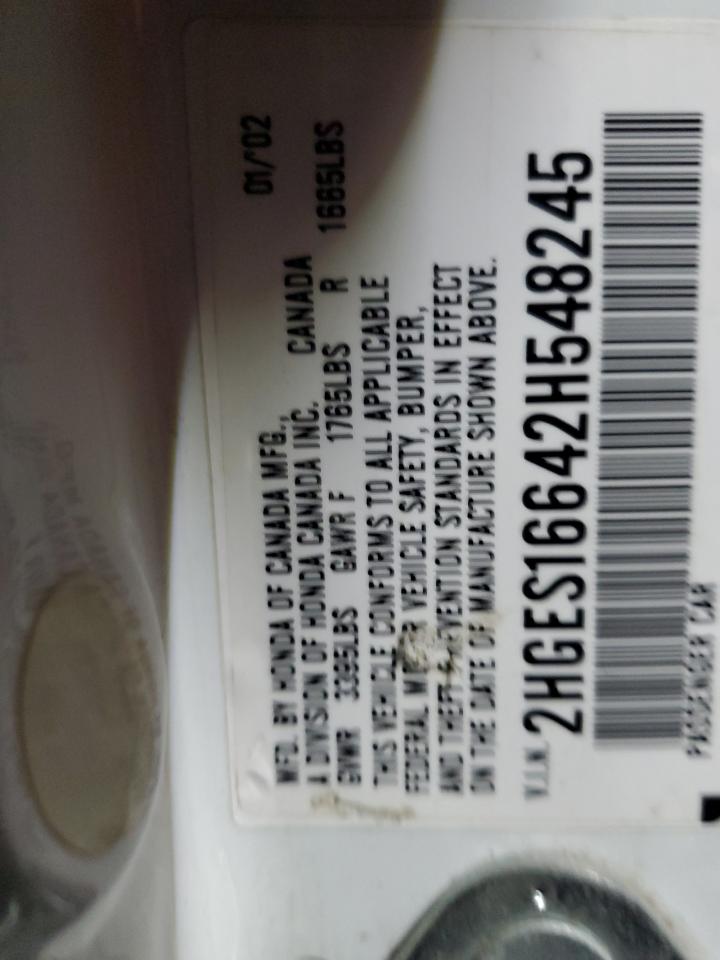 MFD. BY HONDA OF CANADA MFG., 01/'02
A DIVISION OF HONDA CANADA INC. CANADA
GVWR 3395LBS GAWR F 1765LBS R 1665LBS
THIS VEHICLE CONFORMS TO ALL APPLICABLE
FEDERAL VEHICLE SAFETY, BUMPER,
AND THEFT STANDARDS IN EFFECT
ON THE DATE OF MANUFACTURE SHOWN ABOVE.
V.I.N. 2HGES16642H548245
PASSENGER CAR